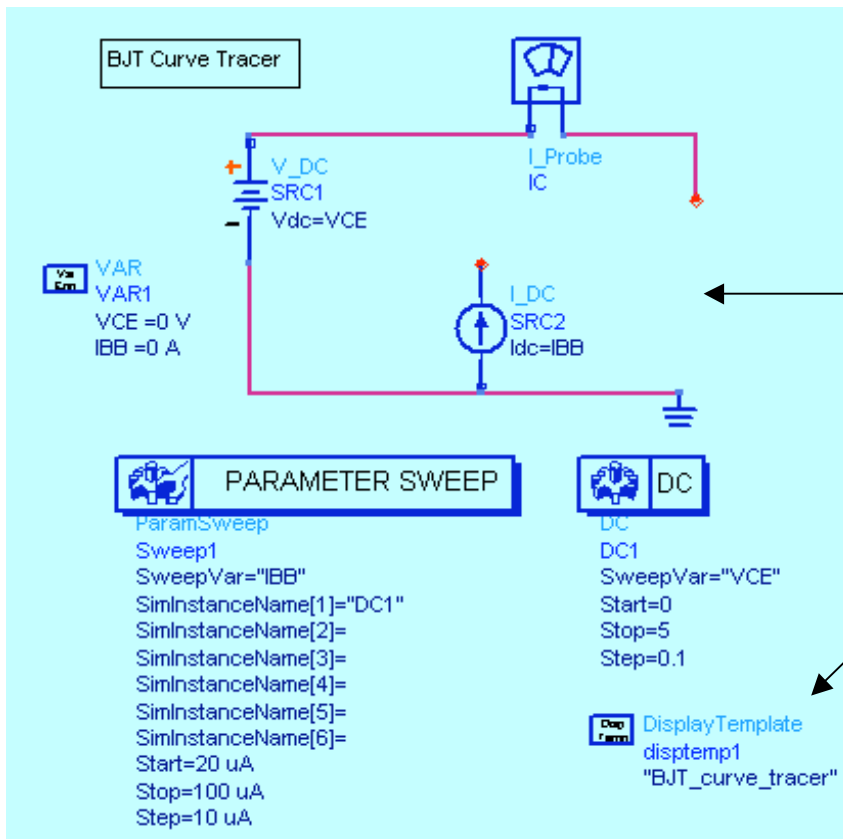 BJT Curve Tracer
I_Probe
IC
+
V_DC
SRC1
Vdc=VCE
-
Var
Eqn
VAR
VAR1
VCE =0 V
IBB =0 A
I_DC
SRC2
Idc=IBB
PARAMETER SWEEP
ParamSweep
Sweep1
SweepVar="IBB"
SimInstanceName[1]="DC1"
SimInstanceName[2]=
SimInstanceName[3]=
SimInstanceName[4]=
SimInstanceName[5]=
SimInstanceName[6]=
Start=20 uA
Stop=100 uA
Step=10 uA
DC
DC
DC1
SweepVar="VCE"
Start=0
Stop=5
Step=0.1
DisplayTemplate
disptemp1
"BJT_curve_tracer"